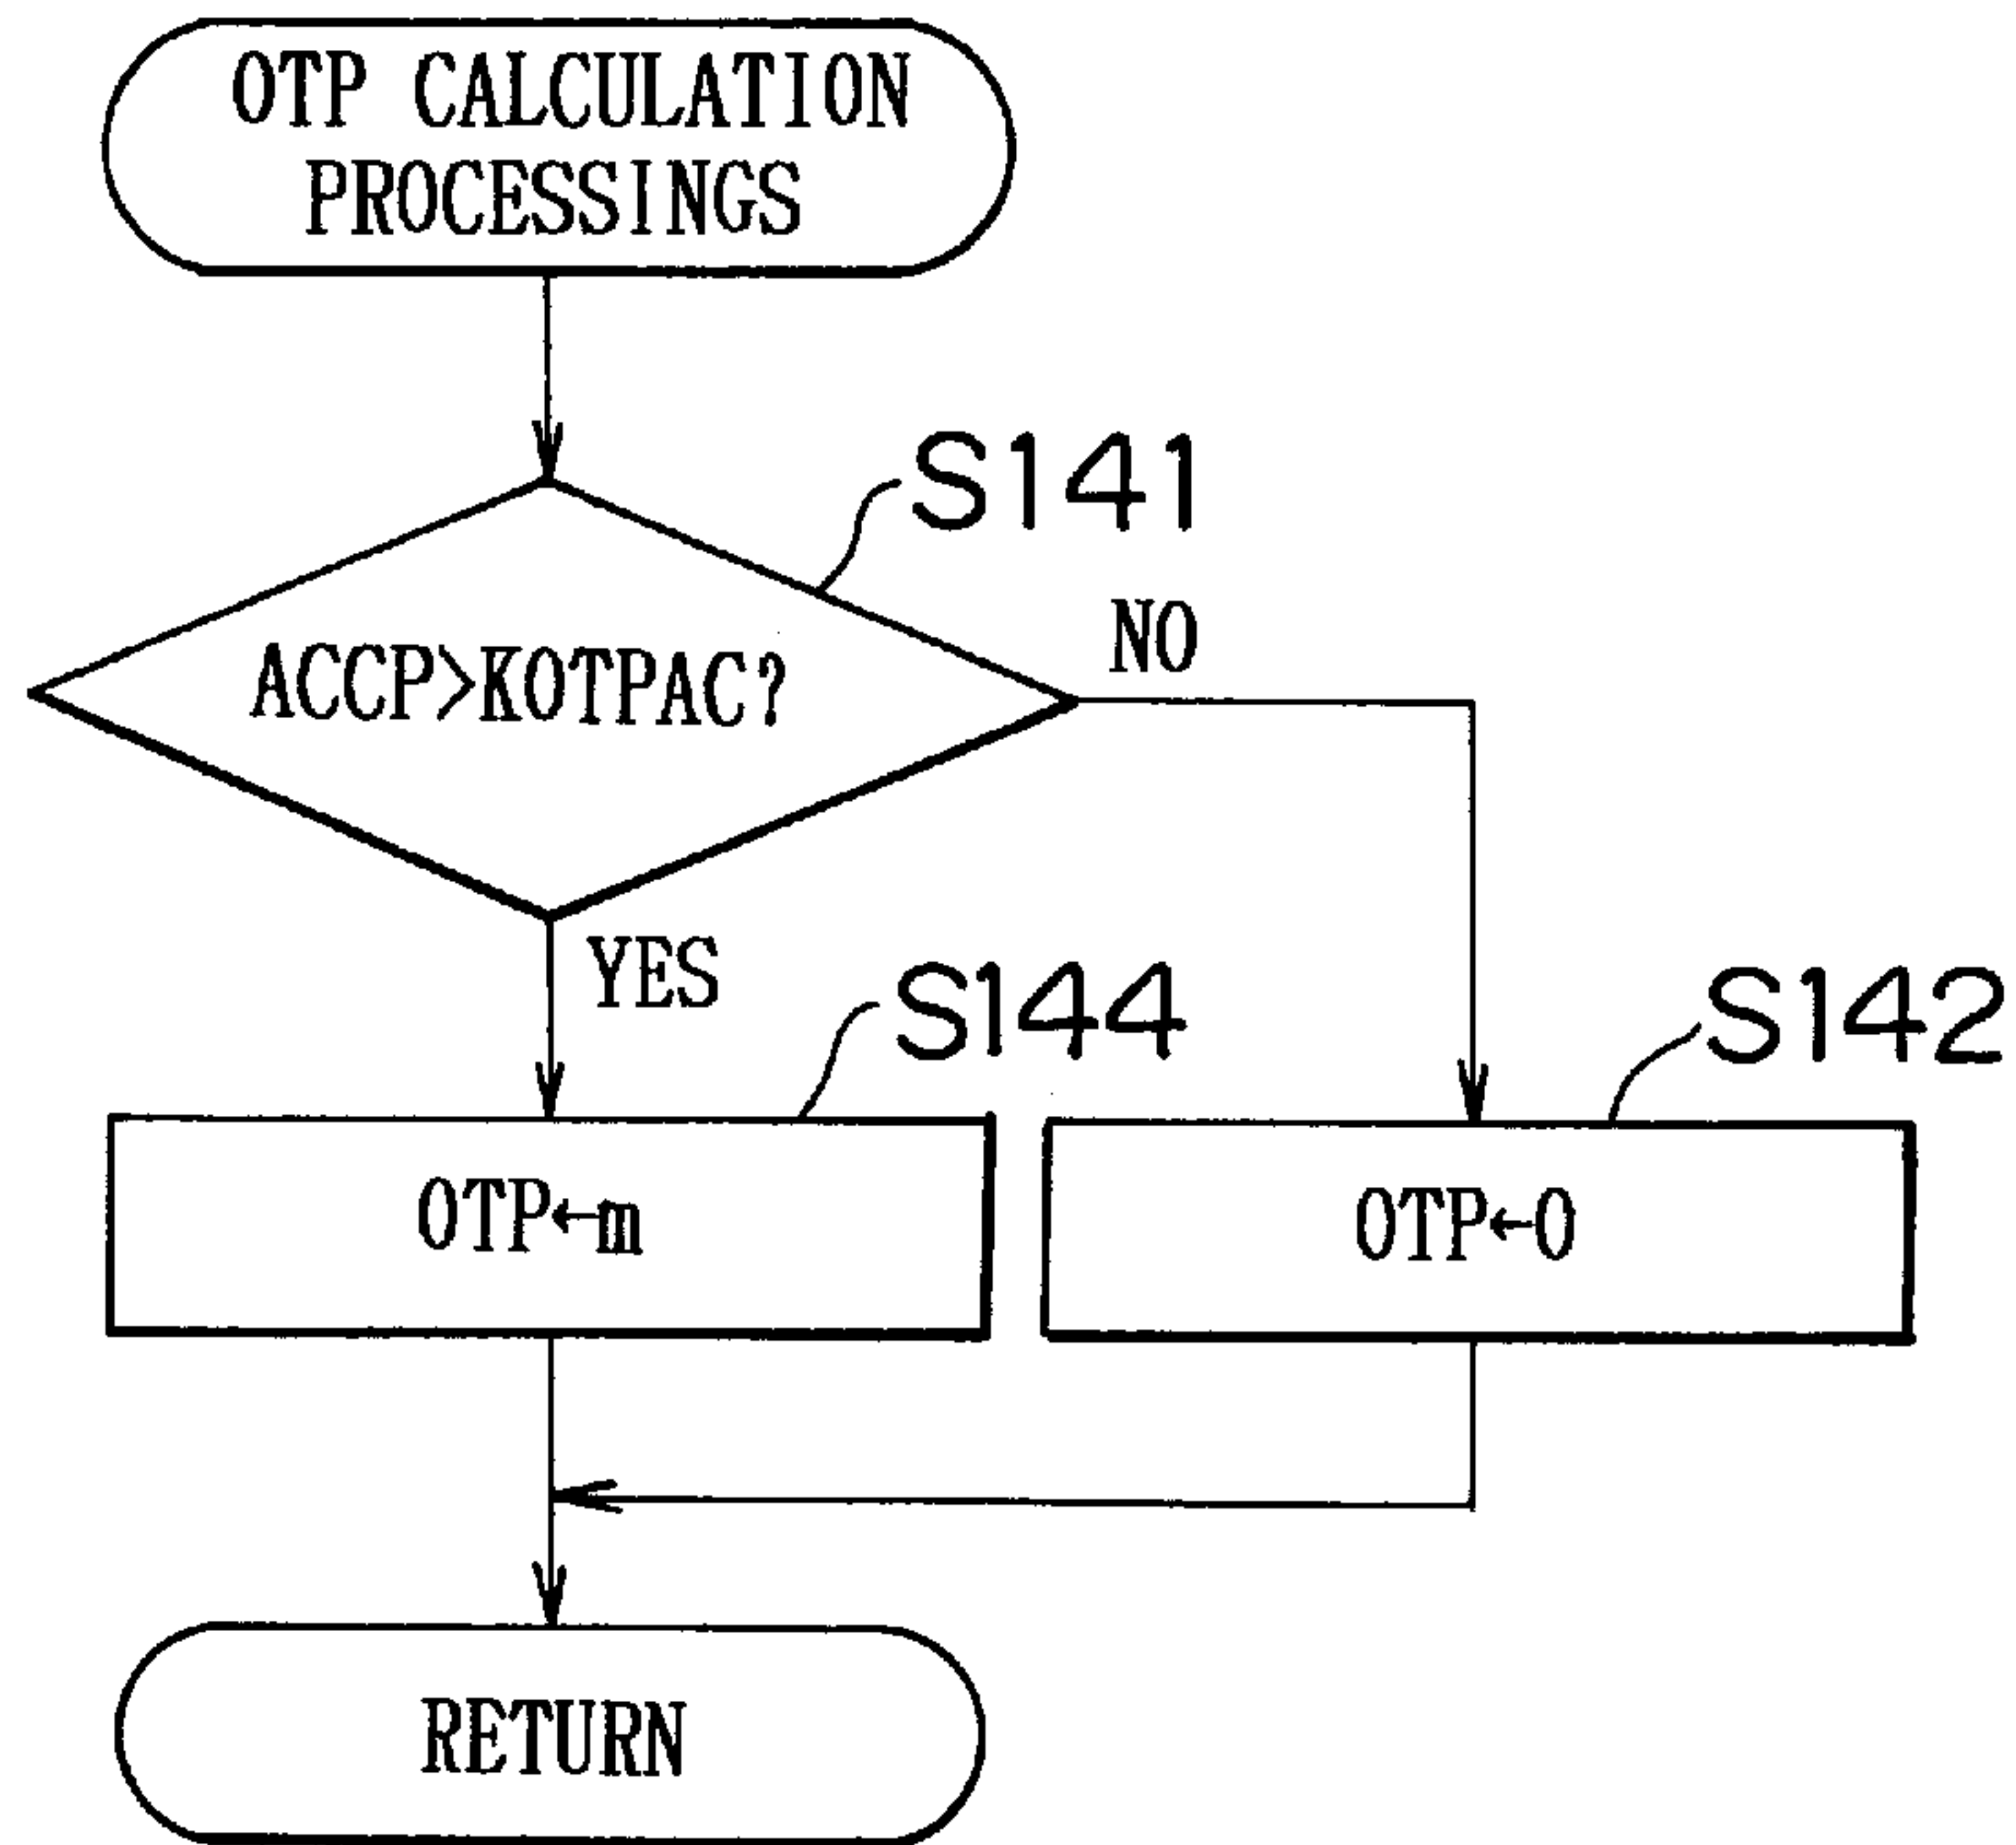 OTP CALCULATION
PROCESSINGS
S141
ACCP>KOTPAC?
NO
YES
S144
S142
OTP←m
OTP←0
RETURN